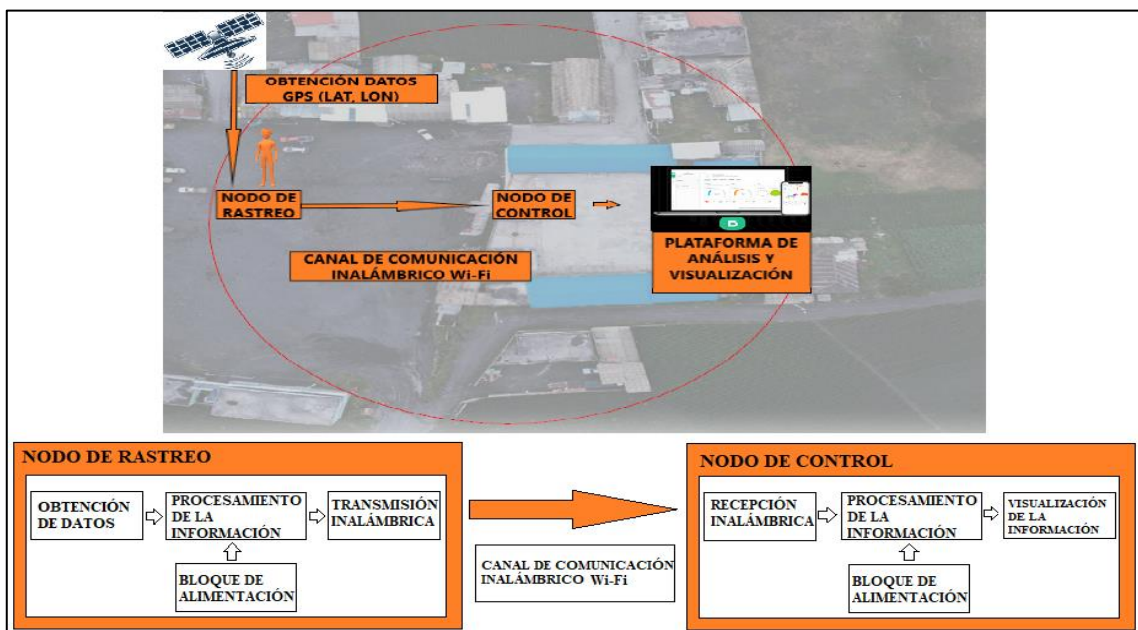 OBTENCIÓN DATOS
GPS (LAT, LON)
NODO DE
RASTREO
NODO DE
CONTROL
CANAL DE COMUNICACIÓN
INALÁMBRICO Wi-Fi
PLATAFORMA DE
ANÁLISIS Y
VISUALIZACIÓN
NODO DE RASTREO
OBTENCIÓN
DE DATOS
PROCESAMIENTO
DE LA
INFORMACIÓN
TRANSMISIÓN
INALÁMBRICA
BLOQUE DE
ALIMENTACIÓN
CANAL DE COMUNICACIÓN
INALÁMBRICO Wi-Fi
NODO DE CONTROL
RECEPCIÓN
INALÁMBRICA
PROCESAMIENTO
DE LA
INFORMACIÓN
VISUALIZACIÓN
DE LA
INFORMACIÓN
BLOQUE DE
ALIMENTACIÓN